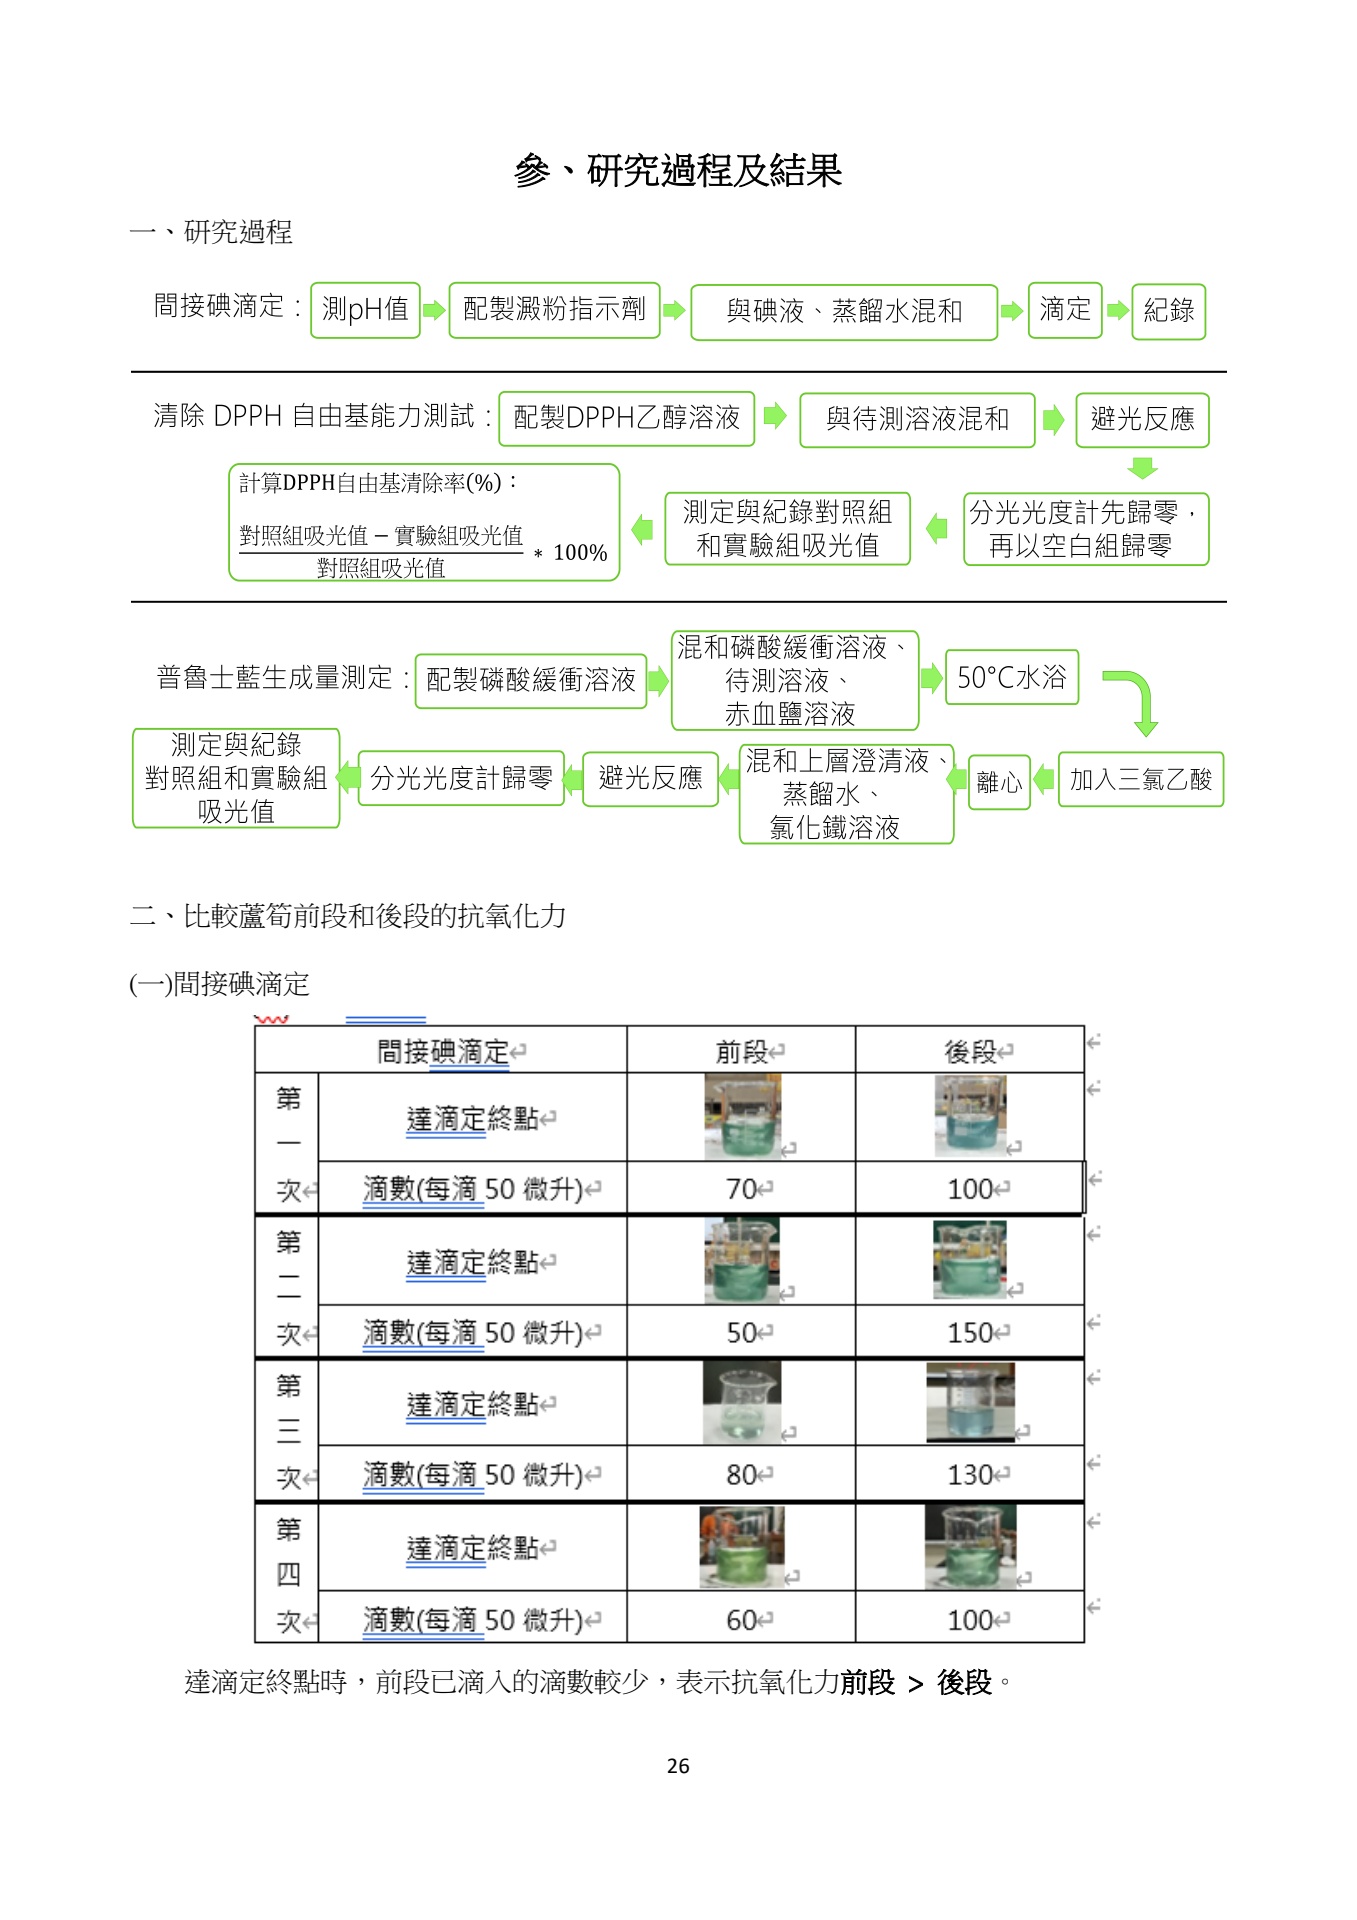 參、研究過程及結果
一、研究過程
間接碘滴定：
測pH值
配製澱粉指示劑
與碘液、蒸餾水混和
滴定
紀錄
清除 DPPH 自由基能力測試：
配製DPPH乙醇溶液
與待測溶液混和
避光反應
分光光度計先歸零，
再以空白組歸零
測定與紀錄對照組
和實驗組吸光值
計算DPPH自由基清除率(%)：
對照組吸光值 − 實驗組吸光值
對照組吸光值
* 100%
普魯士藍生成量測定：
配製磷酸緩衝溶液
混和磷酸緩衝溶液、
待測溶液、
赤血鹽溶液
50°C水浴
加入三氯乙酸
離心
混和上層澄清液、
蒸餾水、
氯化鐵溶液
避光反應
分光光度計歸零
測定與紀錄
對照組和實驗組
吸光值
二、比較蘆筍前段和後段的抗氧化力
(一)間接碘滴定
間接碘滴定 前段 後段
第一次 達滴定終點
滴數(每滴 50 微升) 70 100
第二次 達滴定終點
滴數(每滴 50 微升) 50 150
第三次 達滴定終點
滴數(每滴 50 微升) 80 130
第四次 達滴定終點
滴數(每滴 50 微升) 60 100
達滴定終點時，前段已滴入的滴數較少，表示抗氧化力前段 > 後段。
26